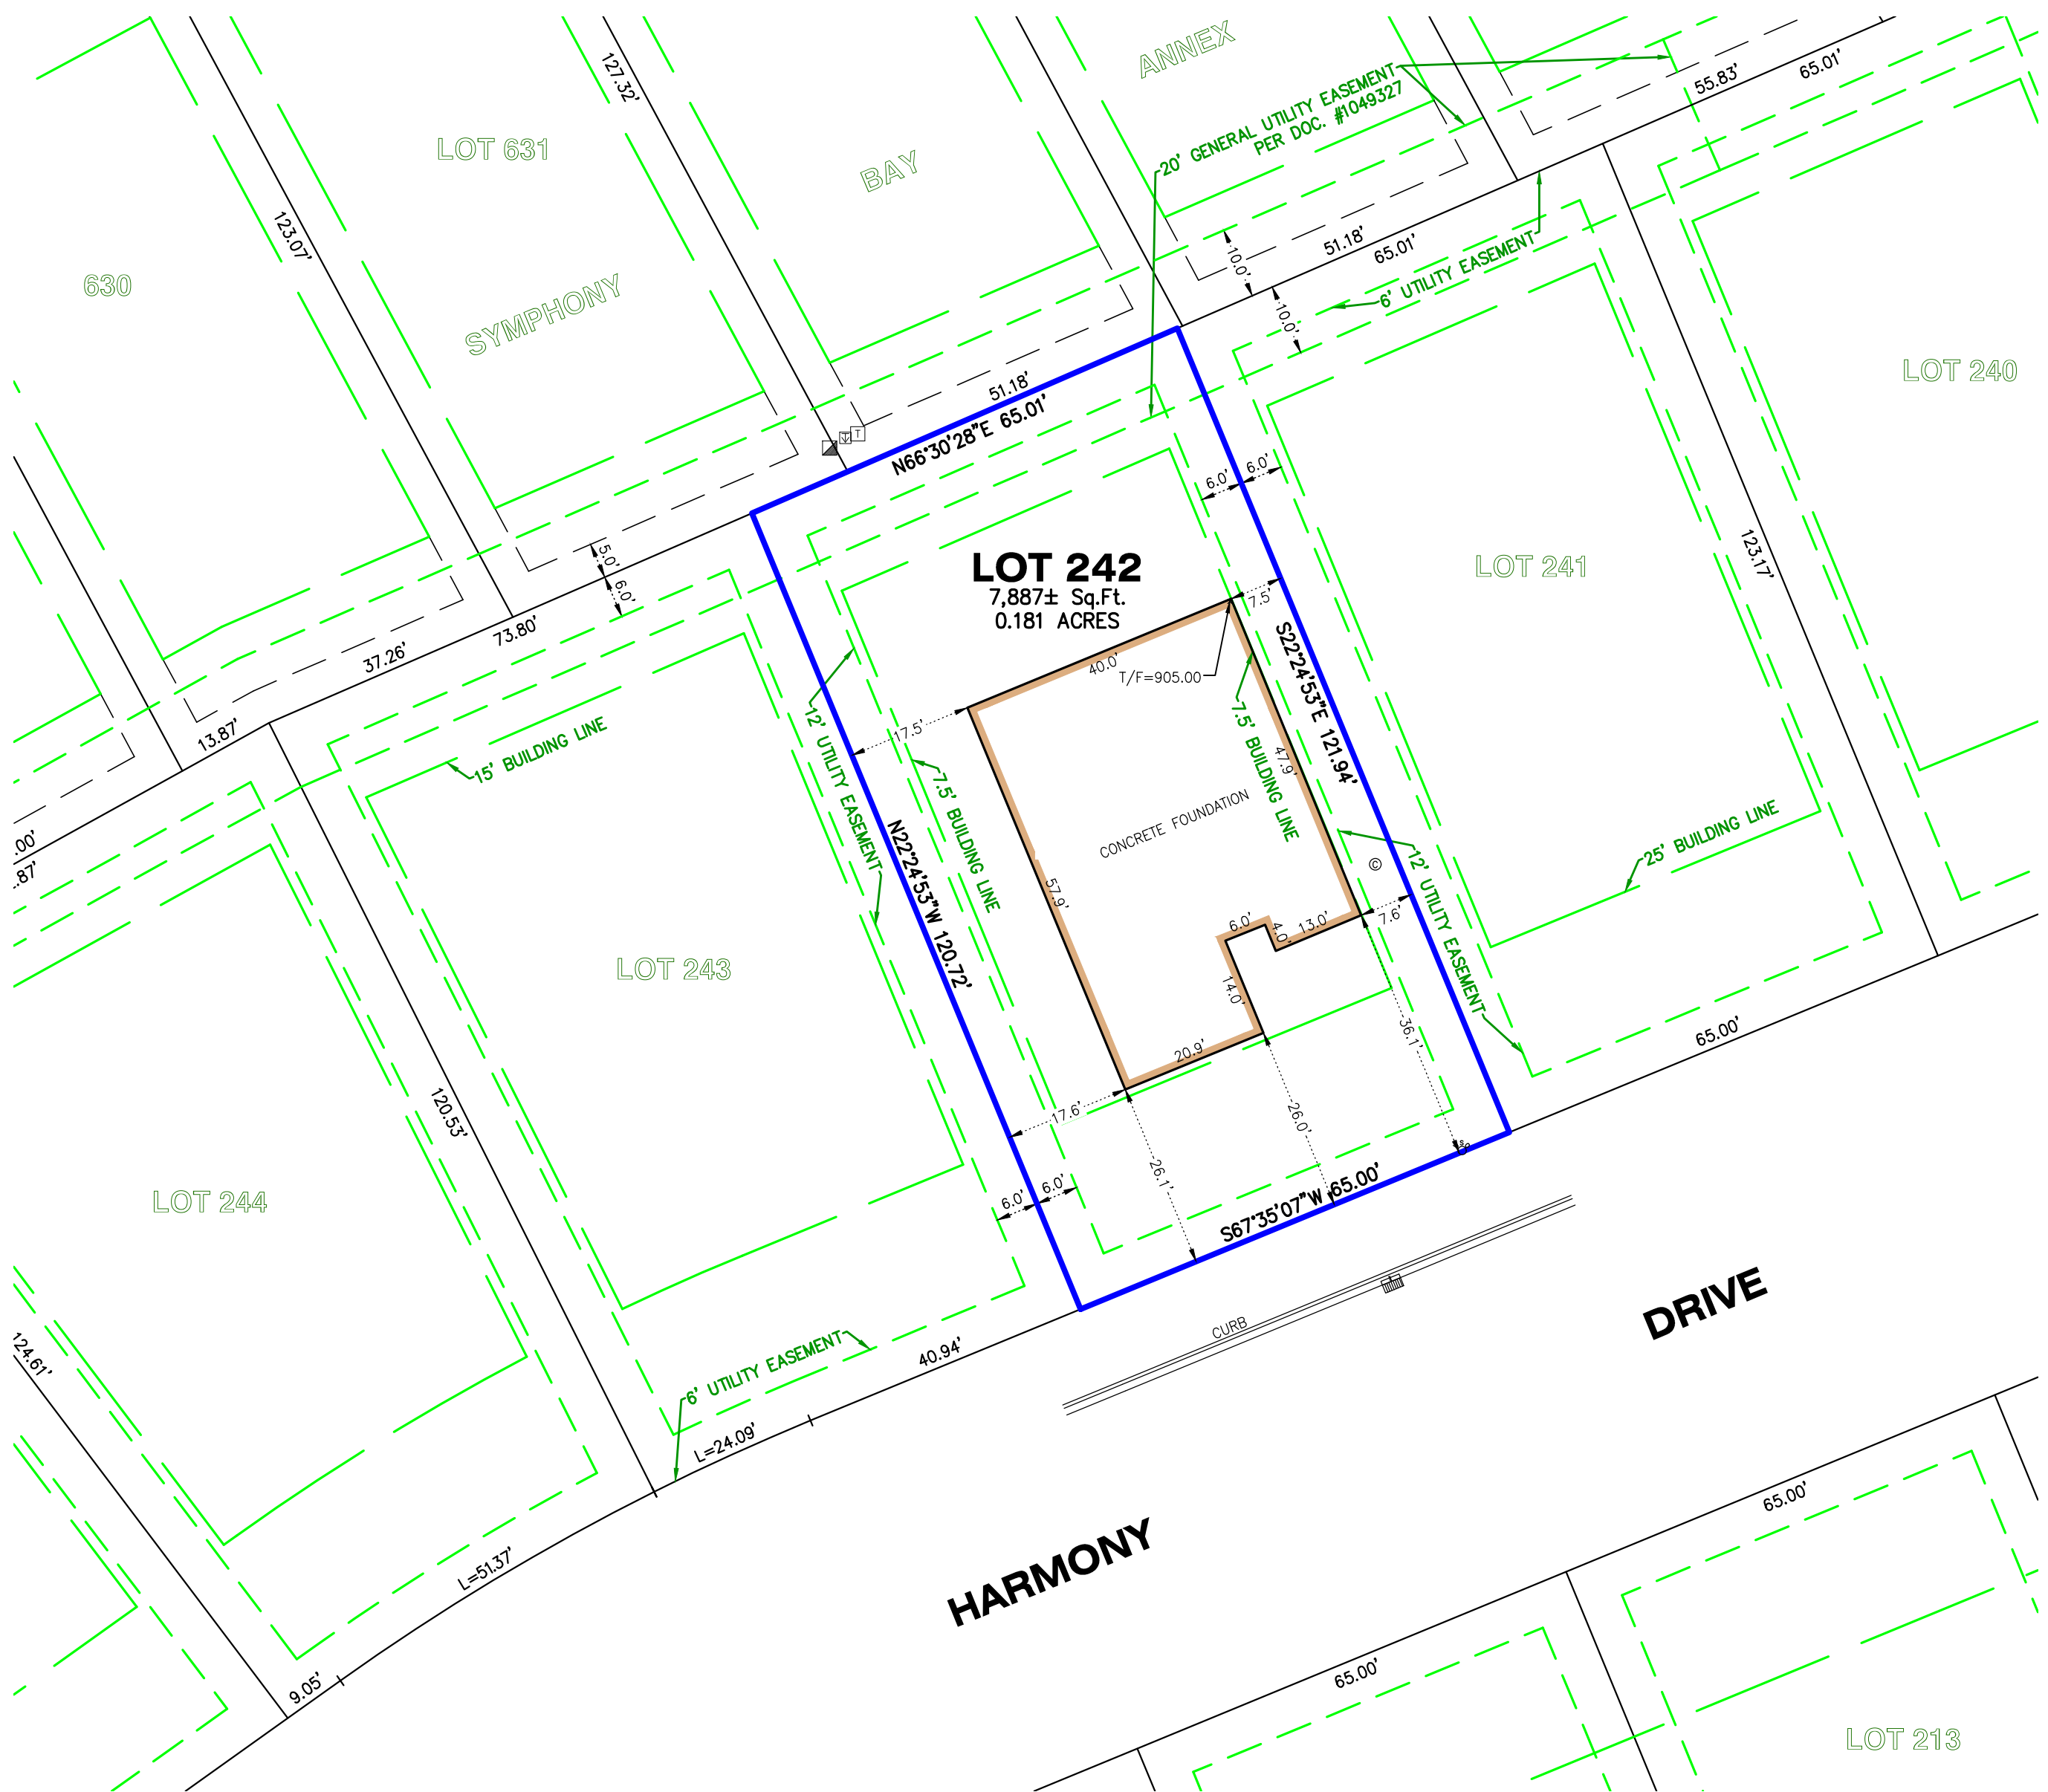 ANNEX
127.32'
20' GENERAL UTILITY EASEMENT
PER DOC. #1049327
55.83'
65.01'
LOT 631
BAY
123.07'
51.18'
65.01'
10.0'
6' UTILITY EASEMENT
10.0'
630
SYMPHONY
LOT 240
51.18'
N66°30'28"E 65.01'
6.0'
6.0'
LOT 242
7,887± Sq.Ft.
0.181 ACRES
LOT 241
123.17'
5.0'
6.0'
7.5'
73.80'
37.26'
40.0'
T/F=905.00
S22°24'53"E 121.94'
13.87'
15' BUILDING LINE
12' UTILITY EASEMENT
17.5'
7.5' BUILDING LINE
7.5' BUILDING LINE
47.9'
CONCRETE FOUNDATION
.00'
.87'
25' BUILDING LINE
12' UTILITY EASEMENT
©
N22°24'53"W 120.72'
57.9'
6.0'
4.0'
13.0'
7.6'
LOT 243
14.0'
36.1'
65.00'
20.9'
120.53'
17.6'
26.0'
26.1'
LOT 244
6.0'
6.0'
S67°35'07"W 65.00'
CURB
DRIVE
124.61'
6' UTILITY EASEMENT
40.94'
L=24.09'
HARMONY
L=51.37'
65.00'
9.05'
65.00'
LOT 213
T